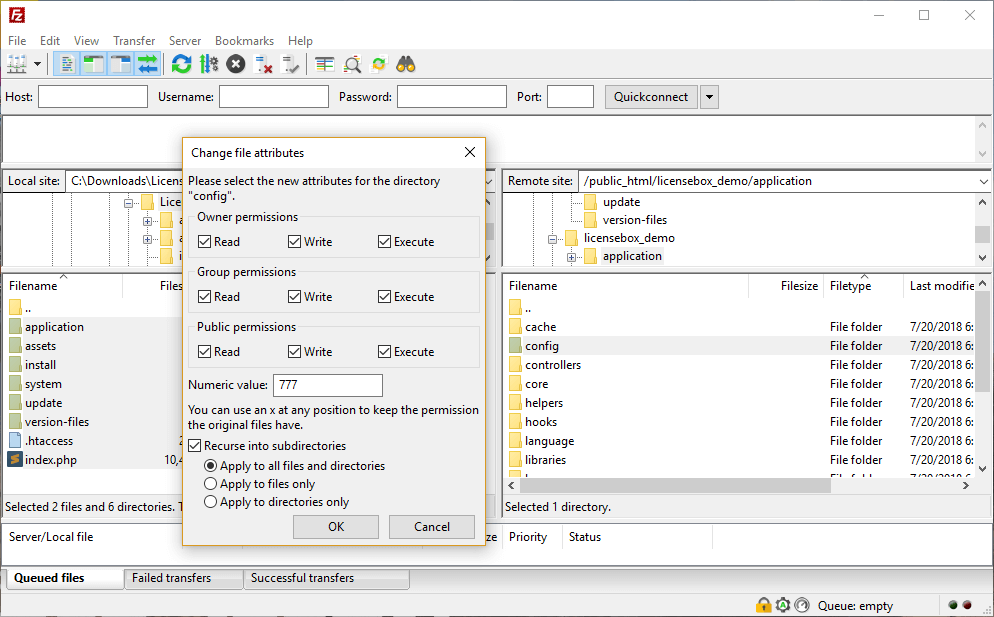 Fz
File Edit View Transfer Server Bookmarks Help
Host: Username: Password: Port: Quickconnect
Change file attributes
Please select the new attributes for the directory
"config".
Owner permissions
Read Write Execute
Group permissions
Read Write Execute
Public permissions
Read Write Execute
Numeric value: 777
You can use an x at any position to keep the permission
the original files have.
Recurse into subdirectories
Apply to all files and directories
Apply to files only
Apply to directories only
OK Cancel
Local site: C:\Downloads\Licens
Lice
Filename Files
..
application
assets
install
system
update
version-files
.htaccess 2
index.php 10,4
Selected 2 files and 6 directories. T
Remote site: /public_html/licensebox_demo/application
update
version-files
licensebox_demo
application
Filename Filesize Filetype Last modifie
..
cache File folder 7/20/2018 6:
config File folder 7/20/2018 6:
controllers File folder 7/20/2018 6:
core File folder 7/20/2018 6:
helpers File folder 7/20/2018 6:
hooks File folder 7/20/2018 6:
language File folder 7/20/2018 6:
libraries File folder 7/20/2018 6:
Selected 1 directory.
Server/Local file ze Priority Status
Queued files Failed transfers Successful transfers
Queue: empty